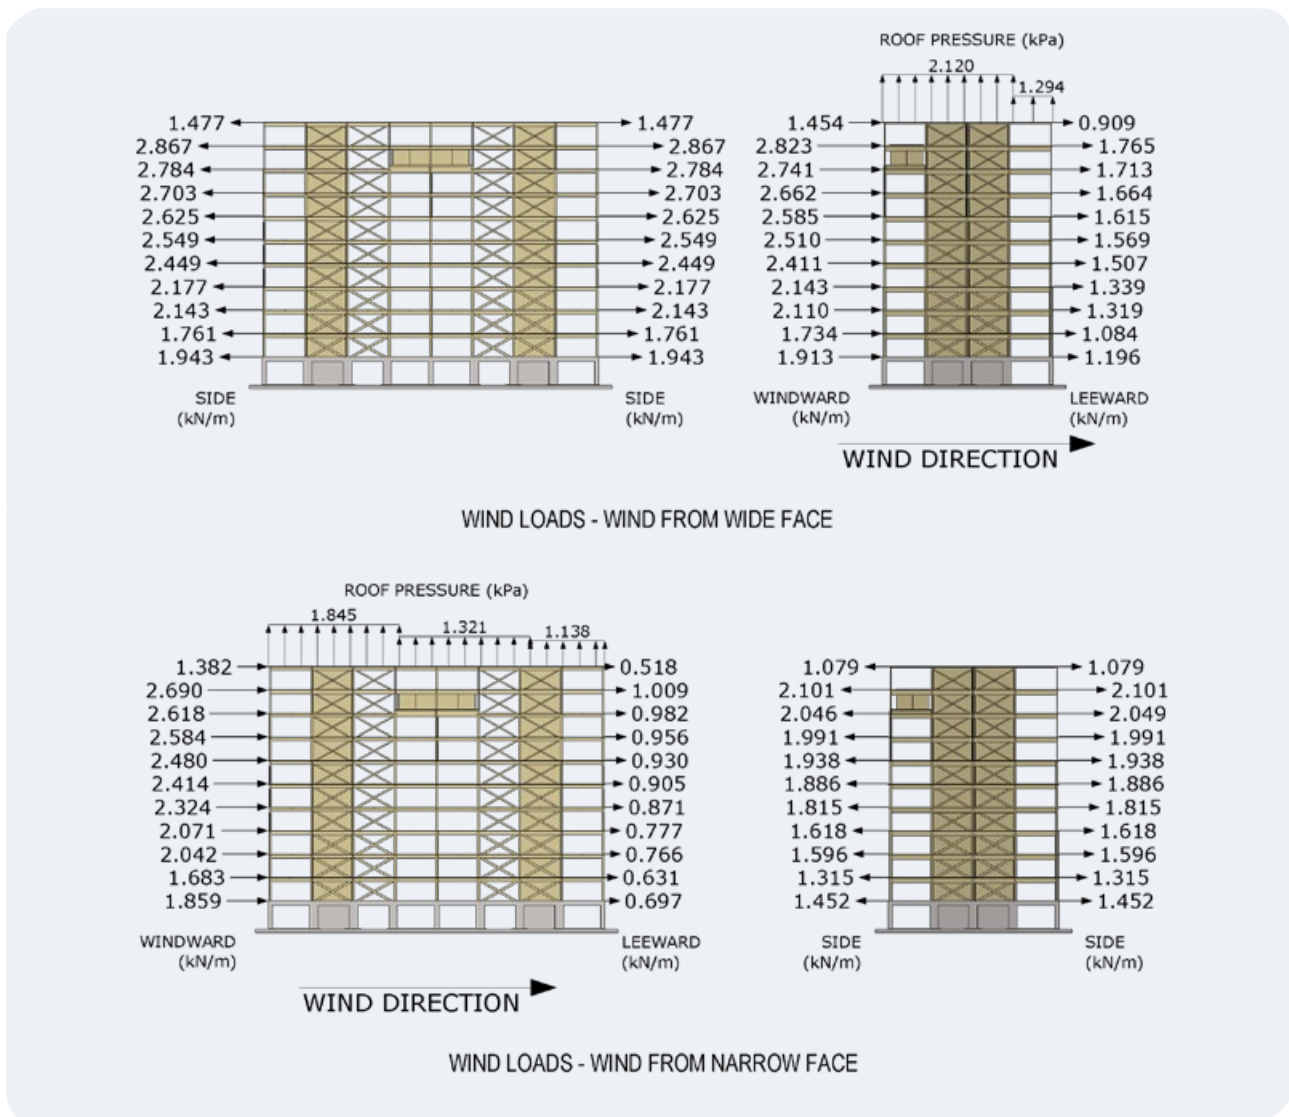 ROOF PRESSURE (kPa)
2.120
1.294
1.477 1.477 1.454 0.909
2.867 2.867 2.823 1.765
2.784 2.784 2.741 1.713
2.703 2.703 2.662 1.664
2.625 2.625 2.585 1.615
2.549 2.549 2.510 1.569
2.449 2.449 2.411 1.507
2.177 2.177 2.143 1.339
2.143 2.143 2.110 1.319
1.761 1.761 1.734 1.084
1.943 1.943 1.913 1.196
SIDE SIDE WINDWARD LEEWARD
(kN/m) (kN/m) (kN/m) (kN/m)
WIND DIRECTION
WIND LOADS - WIND FROM WIDE FACE
ROOF PRESSURE (kPa)
1.845
1.321
1.138
1.382 0.518 1.079 1.079
2.690 1.009 2.101 2.101
2.618 0.982 2.046 2.049
2.584 0.956 1.991 1.991
2.480 0.930 1.938 1.938
2.414 0.905 1.886 1.886
2.324 0.871 1.815 1.815
2.071 0.777 1.618 1.618
2.042 0.766 1.596 1.596
1.683 0.631 1.315 1.315
1.859 0.697 1.452 1.452
WINDWARD LEEWARD SIDE SIDE
(kN/m) (kN/m) (kN/m) (kN/m)
WIND DIRECTION
WIND LOADS - WIND FROM NARROW FACE